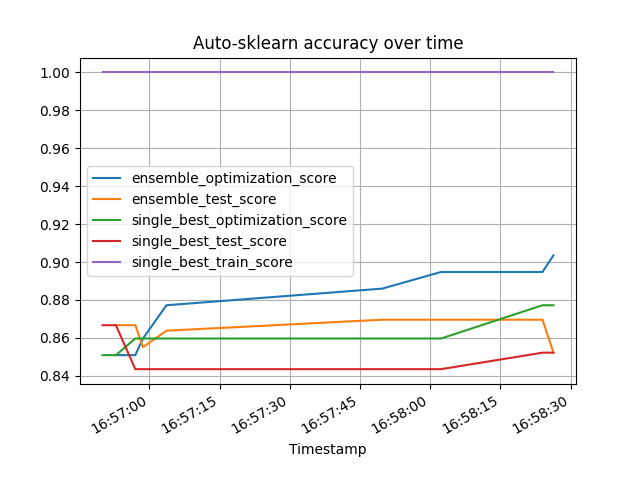 Auto-sklearn accuracy over time
1.00
0.98
0.96
0.94
0.92
0.90
0.88
0.86
0.84
ensemble_optimization_score
ensemble_test_score
single_best_optimization_score
single_best_test_score
single_best_train_score
16:57:00
16:57:15
16:57:30
16:57:45
16:58:00
16:58:15
16:58:30
Timestamp